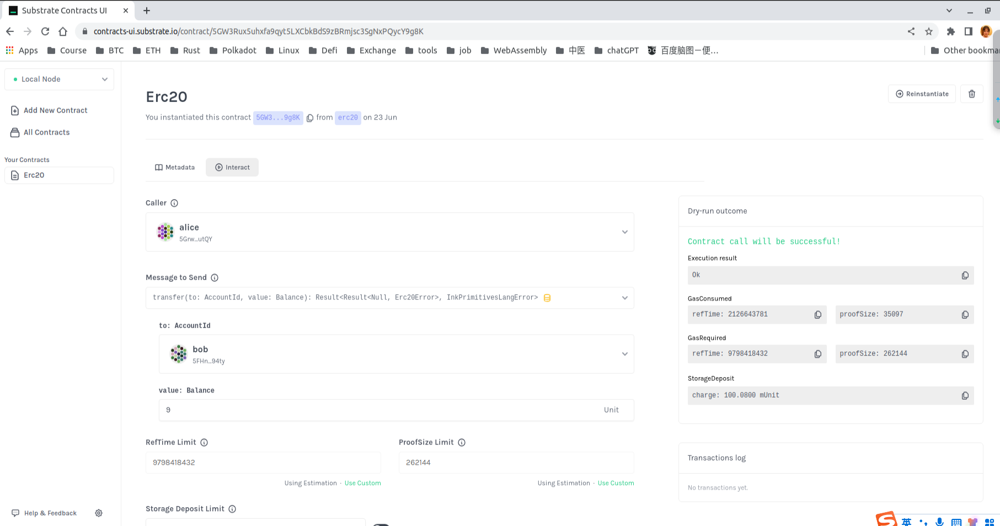 Substrate Contracts UI
contracts-ui.substrate.io/contract/5GW3Rux5uhxfa9qyt5LXCbkBdS9zBRmjsc3SgNxPQycY9g8K
Apps Course BTC ETH Rust Polkadot Linux Defi Exchange tools job WebAssembly 中医 chatGPT 百度脑图一便... Other bookmar
Local Node
Add New Contract
All Contracts
Your Contracts
Erc20
Help & Feedback
Erc20
Reinstantiate
You instantiated this contract 5GW3...9g8K from erc20 on 23 Jun
Metadata Interact
Caller
alice
5Grw...utQY
Message to Send
transfer(to: AccountId, value: Balance): Result<Result<Null, Erc20Error>, InkPrimitivesLangError>
to: AccountId
bob
5FHn...94ty
value: Balance
9 Unit
RefTime Limit ProofSize Limit
9798418432 262144
Using Estimation · Use Custom Using Estimation · Use Custom
Storage Deposit Limit
Dry-run outcome
Contract call will be successful!
Execution result
Ok
GasConsumed
refTime: 2126643781 proofSize: 35097
GasRequired
refTime: 9798418432 proofSize: 262144
StorageDeposit
charge: 100.0800 mUnit
Transactions log
No transactions yet.
英